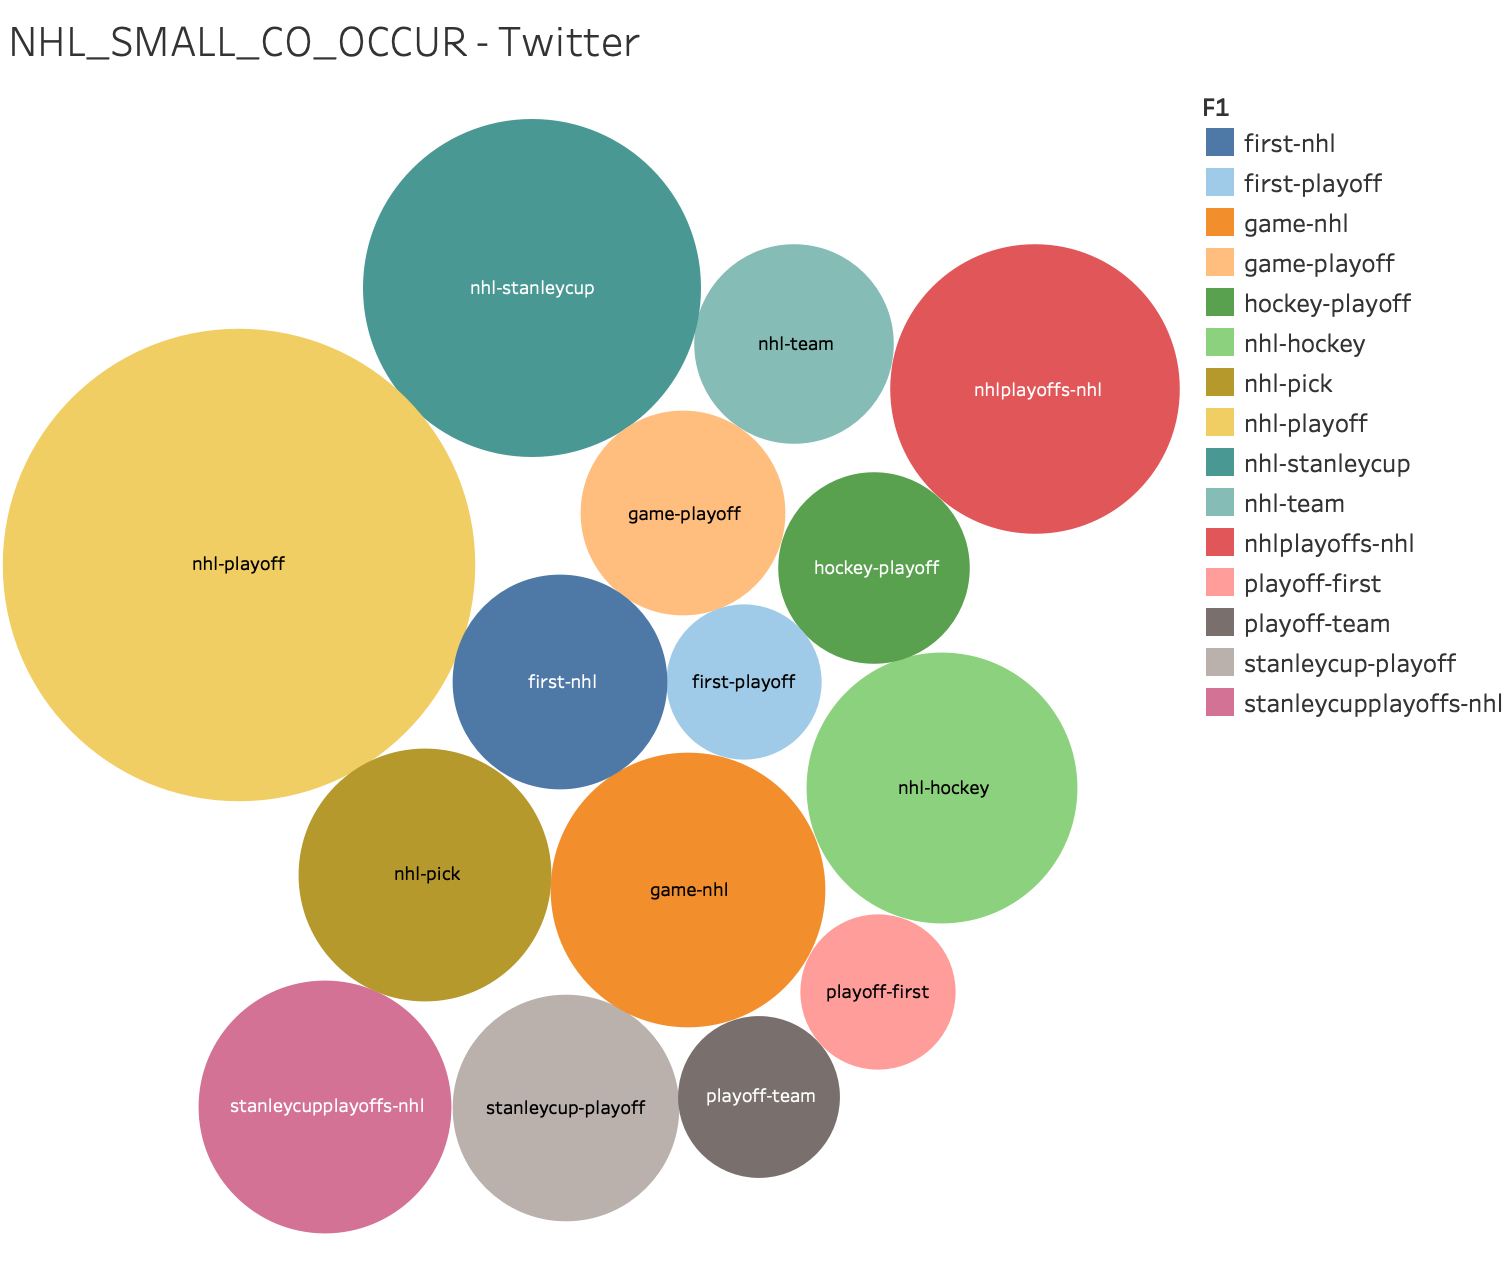 NHL_SMALL_CO_OCCUR - Twitter
F1
first-nhl
first-playoff
game-nhl
game-playoff
hockey-playoff
nhl-hockey
nhl-pick
nhl-playoff
nhl-stanleycup
nhl-team
nhlplayoffs-nhl
playoff-first
playoff-team
stanleycup-playoff
stanleycupplayoffs-nhl
nhl-stanleycup
nhl-team
nhlplayoffs-nhl
game-playoff
nhl-playoff
hockey-playoff
first-nhl
first-playoff
nhl-hockey
nhl-pick
game-nhl
playoff-first
playoff-team
stanleycupplayoffs-nhl
stanleycup-playoff